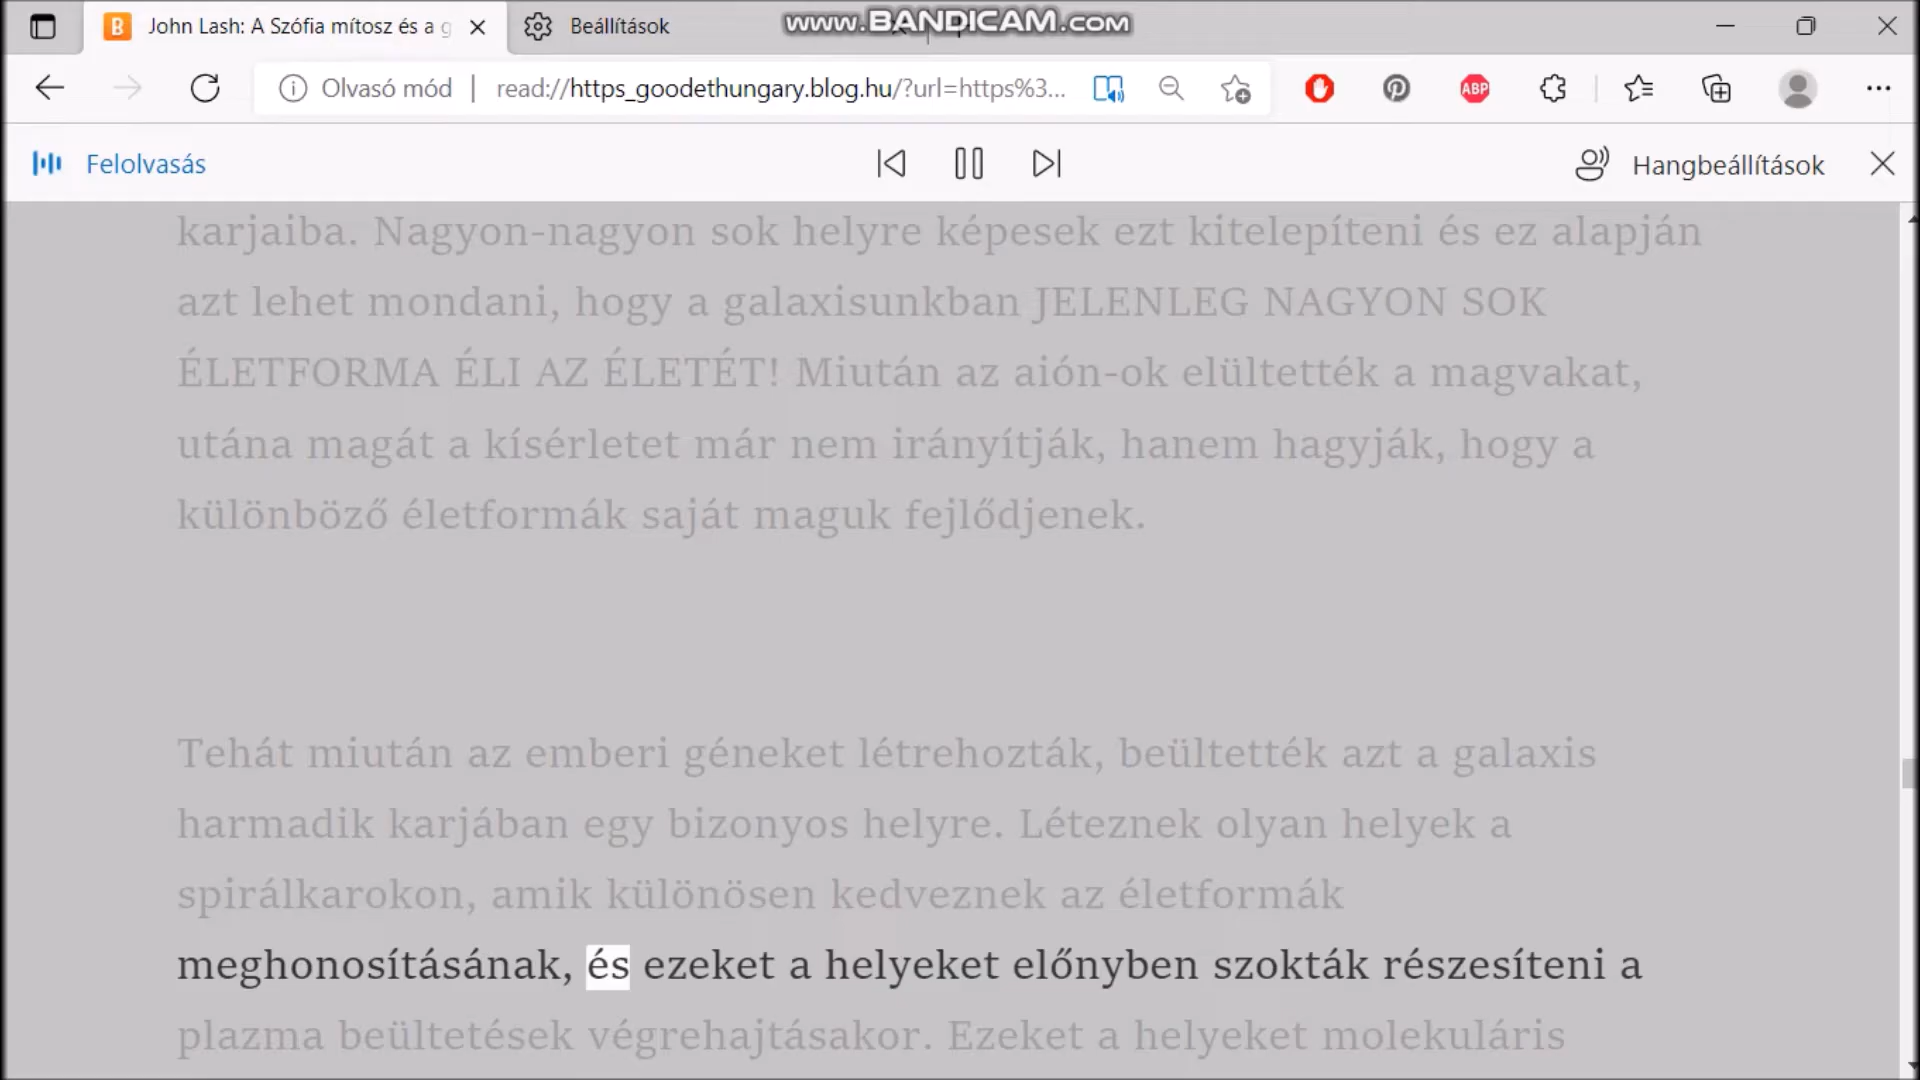 John Lash: A Szófia mítosz és a g
Beállítások
www.BANDICAM.com
Olvasó mód
read://https_goodethungary.blog.hu/?url=https%3...
ABP
Felolvasás
Hangbeállítások
karjaiba. Nagyon-nagyon sok helyre képesek ezt kitelepíteni és ez alapján
azt lehet mondani, hogy a galaxisunkban JELENLEG NAGYON SOK
ÉLETFORMA ÉLI AZ ÉLETÉT! Miután az aión-ok elültették a magvakat,
utána magát a kísérletet már nem irányítják, hanem hagyják, hogy a
különböző életformák saját maguk fejlődjenek.
Tehát miután az emberi géneket létrehozták, beültették azt a galaxis
harmadik karjában egy bizonyos helyre. Léteznek olyan helyek a
spirálkarokon, amik különösen kedveznek az életformák
meghonosításának, és ezeket a helyeket előnyben szokták részesíteni a
plazma beültetések végrehajtásakor. Ezeket a helyeket molekuláris